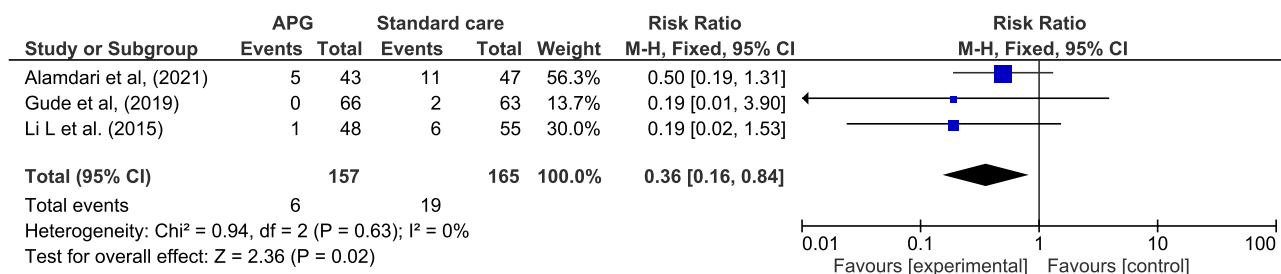 APG Standard care Risk Ratio Risk Ratio
Study or Subgroup Events Total Events Total Weight M-H, Fixed, 95% CI M-H, Fixed, 95% CI
Alamdari et al, (2021) 5 43 11 47 56.3% 0.50 [0.19, 1.31]
Gude et al, (2019) 0 66 2 63 13.7% 0.19 [0.01, 3.90]
Li L et al. (2015) 1 48 6 55 30.0% 0.19 [0.02, 1.53]
Total (95% CI) 157 165 100.0% 0.36 [0.16, 0.84]
Total events 6 19
Heterogeneity: Chi² = 0.94, df = 2 (P = 0.63); I² = 0%
Test for overall effect: Z = 2.36 (P = 0.02)
0.01 0.1 1 10 100
Favours [experimental] Favours [control]